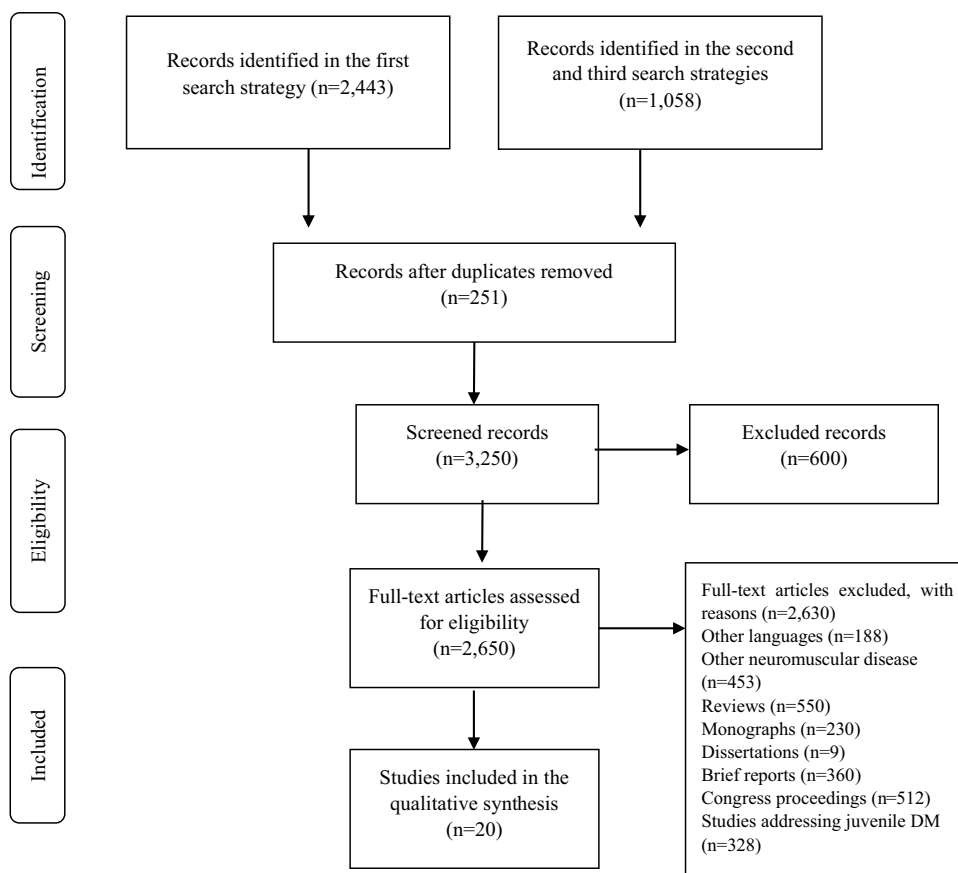 Identification
Records identified in the first
search strategy (n=2,443)
Records identified in the second
and third search strategies
(n=1,058)
Screening
Records after duplicates removed
(n=251)
Eligibility
Screened records
(n=3,250)
Excluded records
(n=600)
Full-text articles assessed
for eligibility
(n=2,650)
Full-text articles excluded, with
reasons (n=2,630)
Other languages (n=188)
Other neuromuscular disease
(n=453)
Reviews (n=550)
Monographs (n=230)
Dissertations (n=9)
Brief reports (n=360)
Congress proceedings (n=512)
Studies addressing juvenile DM
(n=328)
Included
Studies included in the
qualitative synthesis
(n=20)